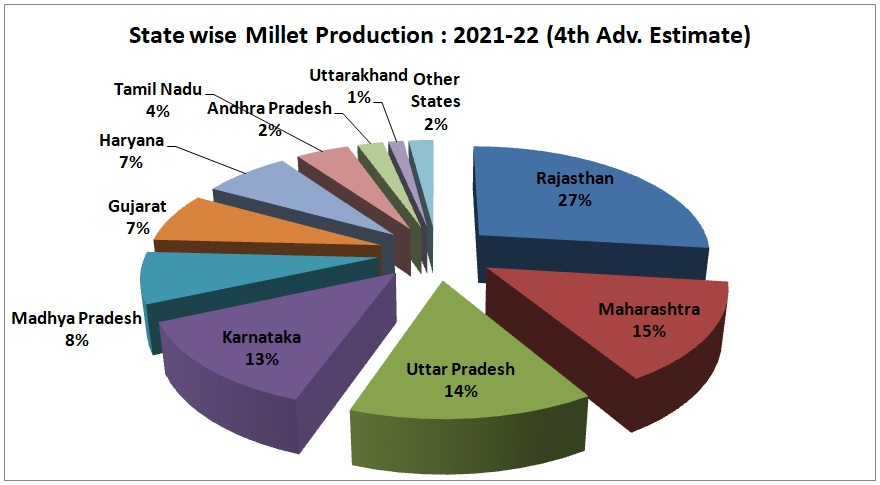 State wise Millet Production : 2021-22 (4th Adv. Estimate)
Rajasthan
27%
Maharashtra
15%
Uttar Pradesh
14%
Karnataka
13%
Madhya Pradesh
8%
Gujarat
7%
Haryana
7%
Tamil Nadu
4%
Andhra Pradesh
2%
Uttarakhand
1%
Other
States
2%